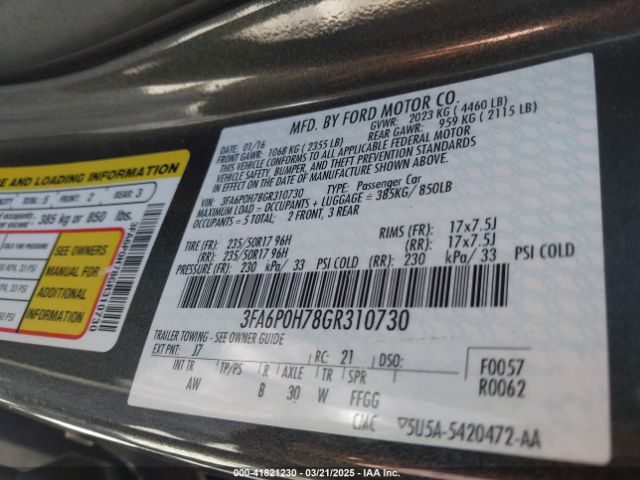 E AND LOADING INFORMATION
TOTAL 5 FRONT 2 REAR 3
385 kg or 850 lbs.
SEE OWNERS
MANUAL FOR
ADDITIONAL
INFORMATION
3FA6P0H78GR310730
MFD. BY FORD MOTOR CO.
DATE: 01/16 GVWR: 2023 KG ( 4460 LB)
FRONT GAWR: 1068 KG ( 2355 LB) REAR GAWR: 959 KG ( 2115 LB)
THIS VEHICLE CONFORMS TO ALL APPLICABLE FEDERAL MOTOR
VEHICLE SAFETY, BUMPER, AND THEFT PREVENTION STANDARDS
IN EFFECT ON THE DATE OF MANUFACTURE SHOWN ABOVE.
VIN: 3FA6P0H78GR310730 TYPE: Passenger Car
MAXIMUM LOAD = OCCUPANTS + LUGGAGE = 385KG/ 850LB
OCCUPANTS = 5 TOTAL: 2 FRONT, 3 REAR
TIRE (FR): 235/50R17 96H RIMS (FR): 17x7.5J
(RR): 235/50R17 96H (RR): 17x7.5J
PRESSURE (FR): 230 kPa/ 33 PSI COLD (RR): 230 kPa/33 PSI COLD
3FA6P0H78GR310730
TRAILER TOWING - SEE OWNER GUIDE
EXT PNT: J7 RC: 21 DSO:
INT TR TP/PS R AXLE TR SPR F0057
AW B 30 W FFGG R0062
CIAC 5U5A-5420472-AA
000-41821230 - 03/21/2025 - IAA Inc.